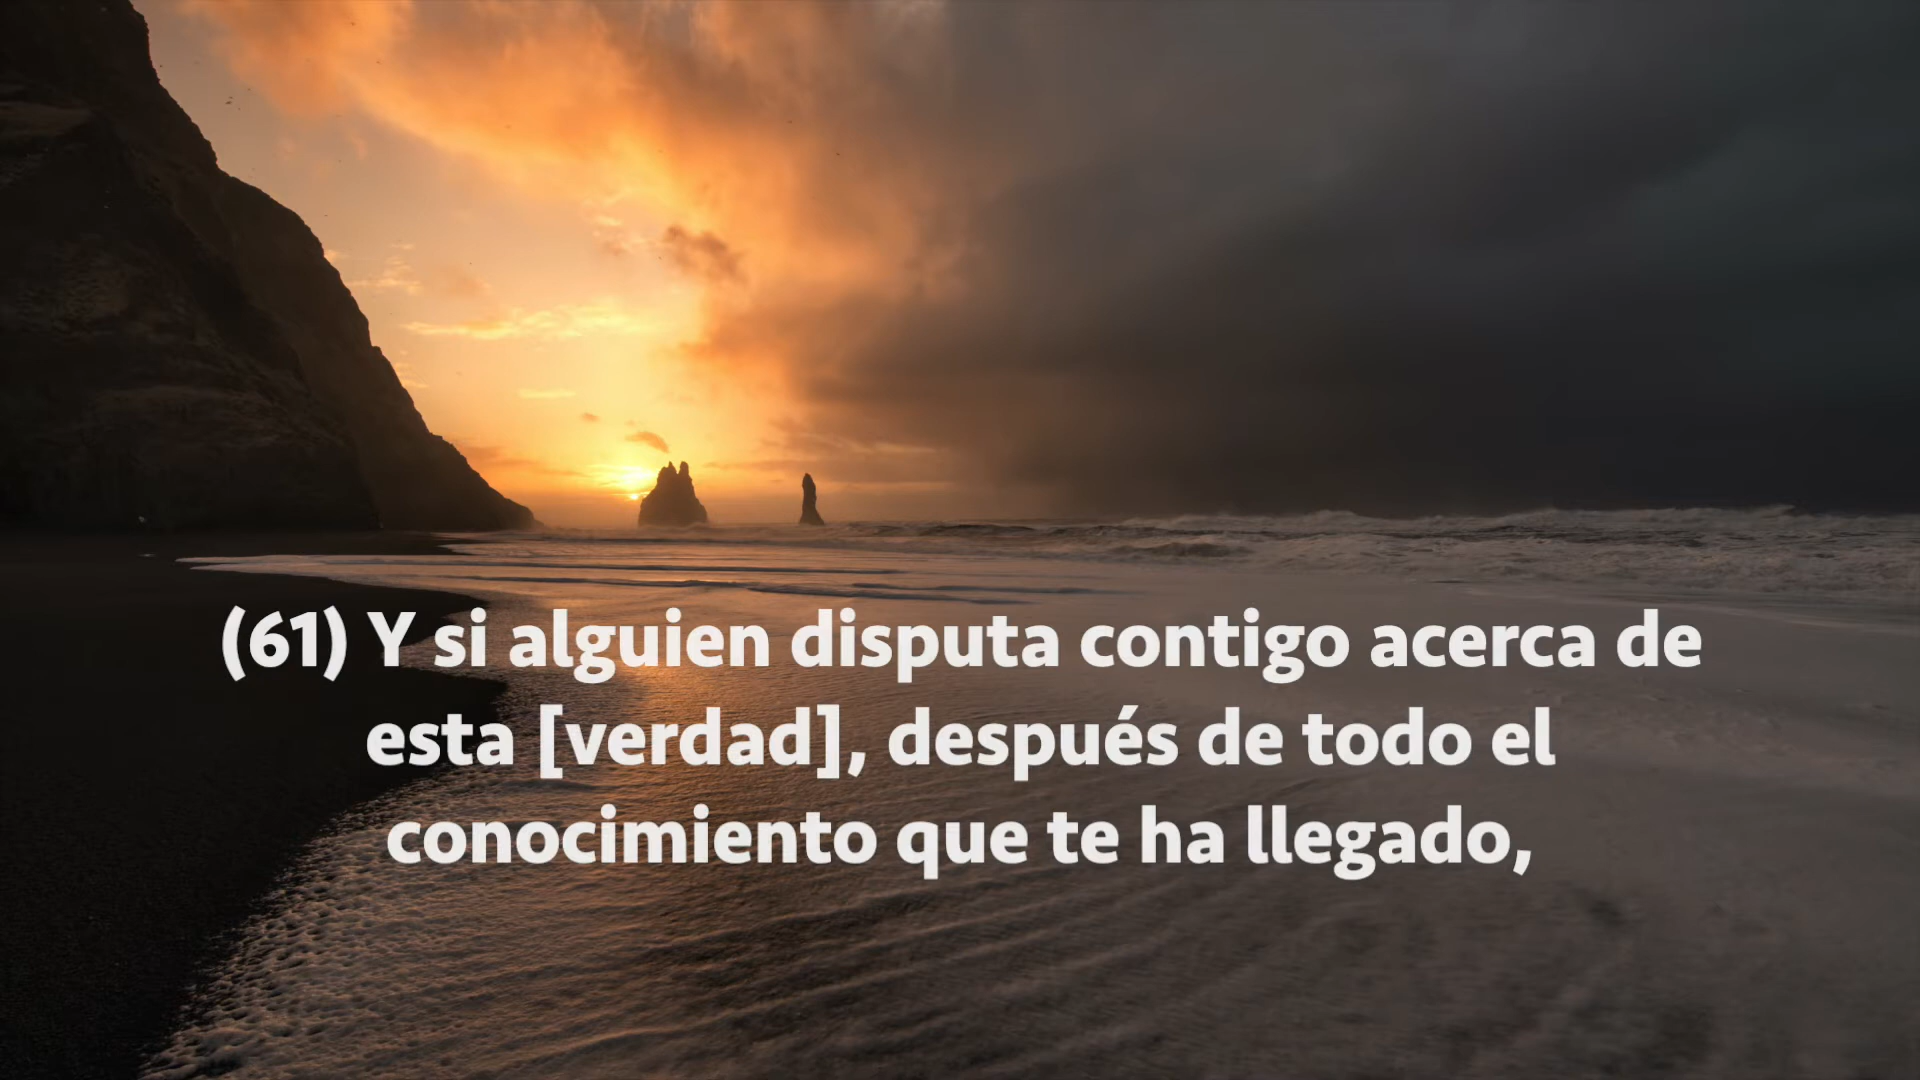 (61) Y si alguien disputa contigo acerca de
esta [verdad], después de todo el
conocimiento que te ha llegado,